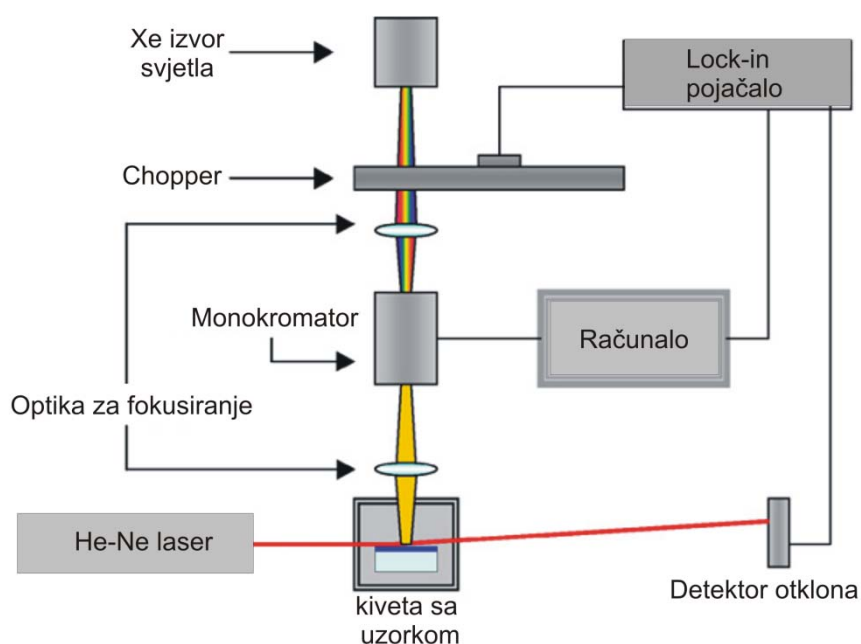 Xe izvor
svjetla
Lock-in
pojačalo
Chopper
Monokromator
Računalo
Optika za fokusiranje
He-Ne laser
Detektor otklona
kiveta sa
uzorkom